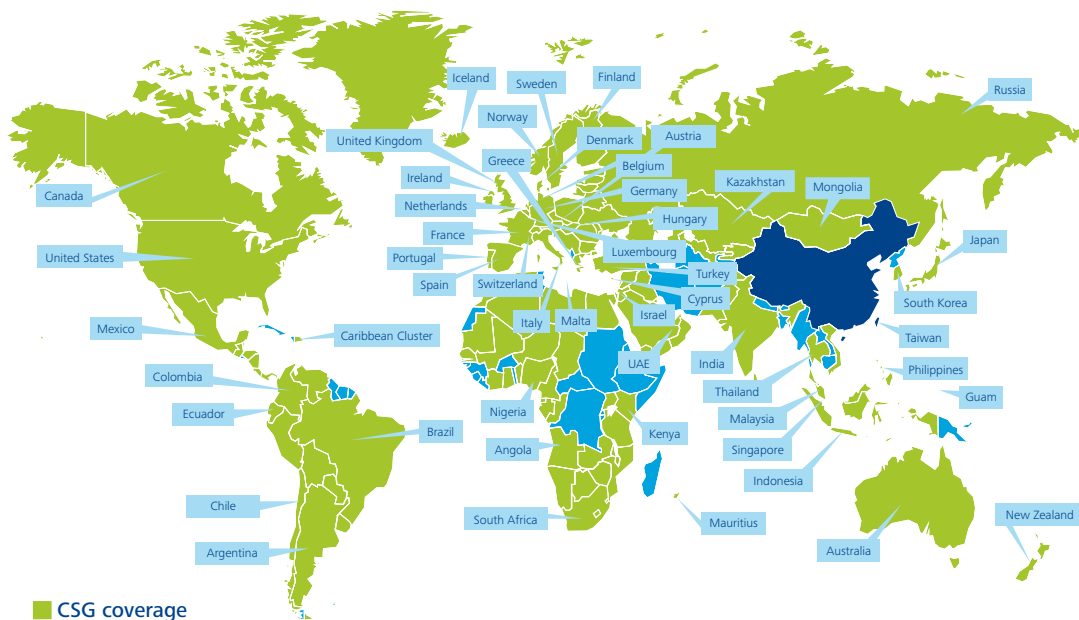 Iceland
Sweden
Finland
Russia
Norway
United Kingdom
Denmark
Austria
Greece
Belgium
Ireland
Germany
Kazakhstan
Mongolia
Canada
Netherlands
Hungary
France
Luxembourg
Japan
United States
Portugal
Turkey
Spain
Switzerland
Cyprus
South Korea
Israel
Italy
Malta
Mexico
Caribbean Cluster
Taiwan
UAE
India
Philippines
Colombia
Thailand
Guam
Ecuador
Nigeria
Malaysia
Brazil
Kenya
Angola
Singapore
Indonesia
Chile
South Africa
Mauritius
New Zealand
Argentina
Australia
CSG coverage